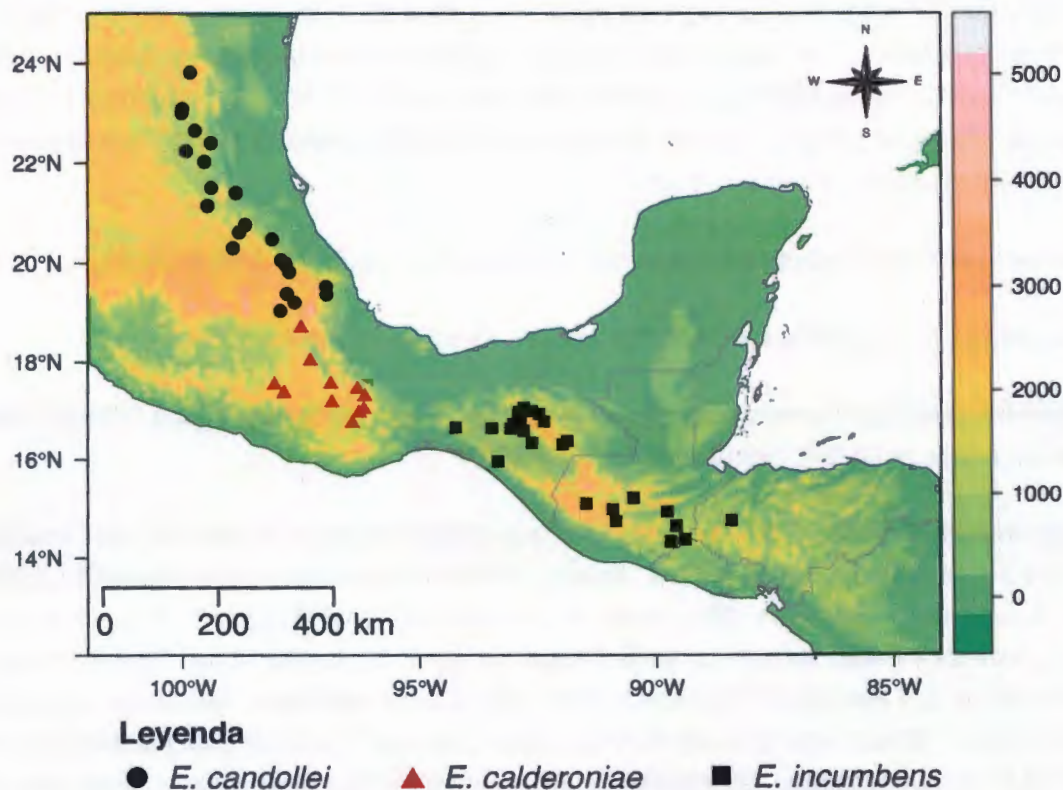 N
W E
S
24°N
22°N
20°N
18°N
16°N
14°N
5000
4000
3000
2000
1000
0
0 200 400 km
100°W 95°W 90°W 85°W
Leyenda
E. candollei E. calderoniae E. incumbens